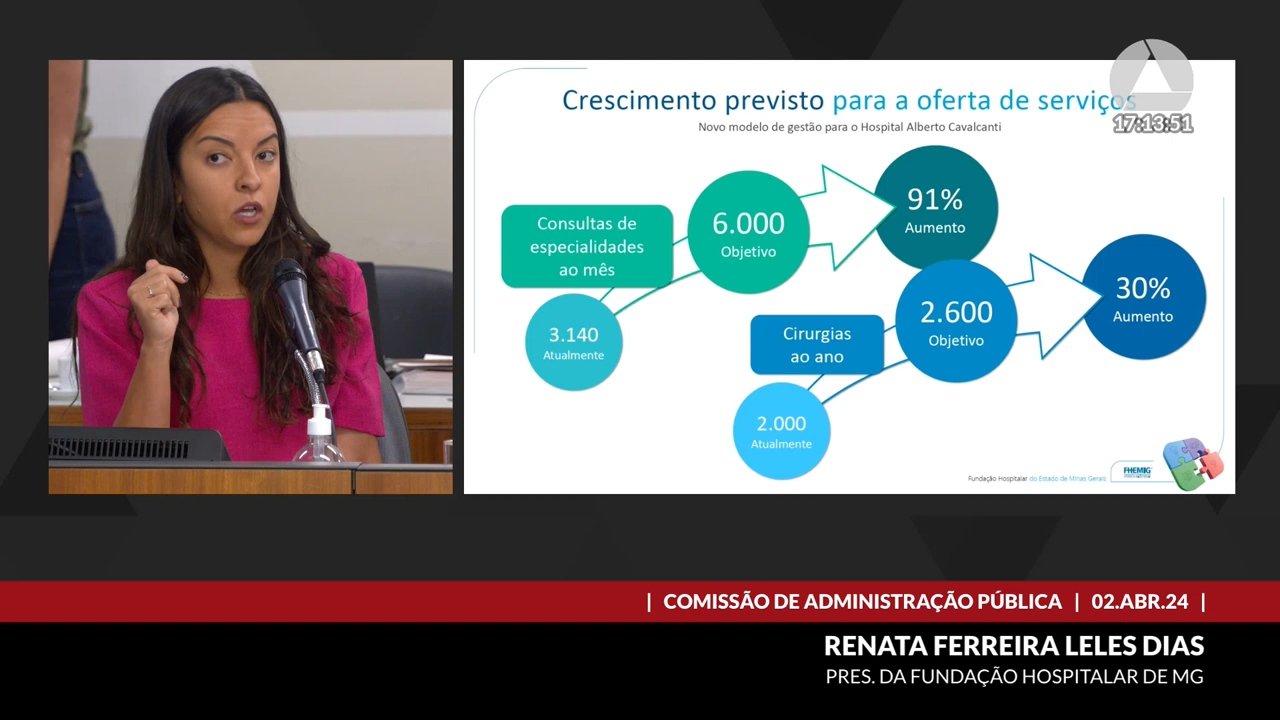 Crescimento previsto para a oferta de serviços
17:13:51
Novo modelo de gestão para o Hospital Alberto Cavalcanti
Consultas de
especialidades
ao mês
6.000
Objetivo
91%
Aumento
3.140
Atualmente
Cirurgias
ao ano
2.600
Objetivo
30%
Aumento
2.000
Atualmente
Fundação Hospitalar do Estado de Minas Gerais
FHEMIG
| COMISSÃO DE ADMINISTRAÇÃO PÚBLICA | 02.ABR.24 |
RENATA FERREIRA LELES DIAS
PRES. DA FUNDAÇÃO HOSPITALAR DE MG